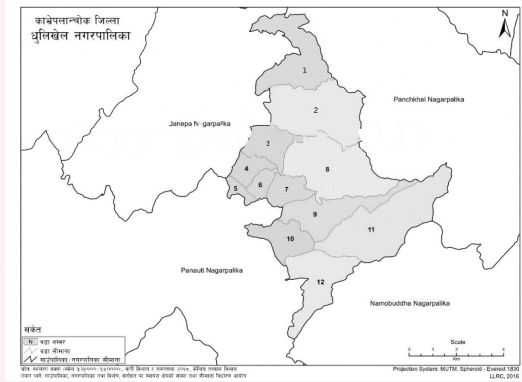 काभ्रेपलान्चोक जिल्ला
धुलिखेल नगरपालिका
N
1
2
Panchkhal Nagarpalika
Janepa Nagarpalika
3
8
4
5
6
7
9
10
11
12
Panauti Nagarpalika
Namobuddha Nagarpalika
संकेत
N वडा नम्बर
वडा सीमाना
गाउँपालिका/नगरपालिका सीमाना
Scale
Km
Projection System: MUTM, Spheroid - Everest 1830
LLRC, 2016